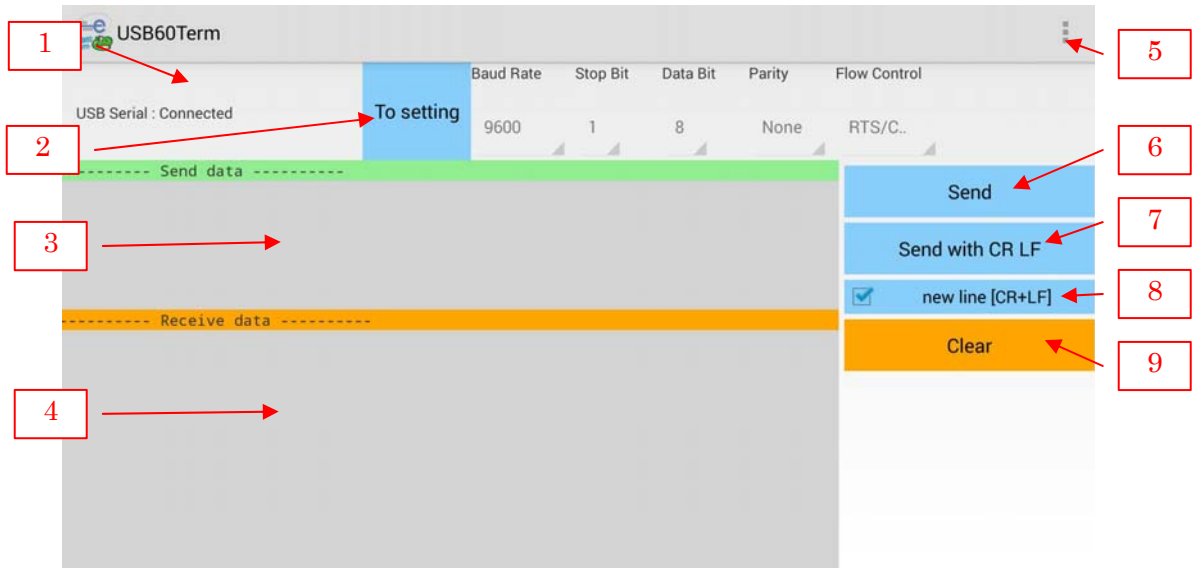 USB60Term
1
5
Baud Rate Stop Bit Data Bit Parity Flow Control
USB Serial : Connected
To setting
9600 1 8 None RTS/C..
2
-------- Send data ----------
6
Send
3
7
Send with CR LF
8
new line [CR+LF]
---------- Receive data ----------
9
Clear
4